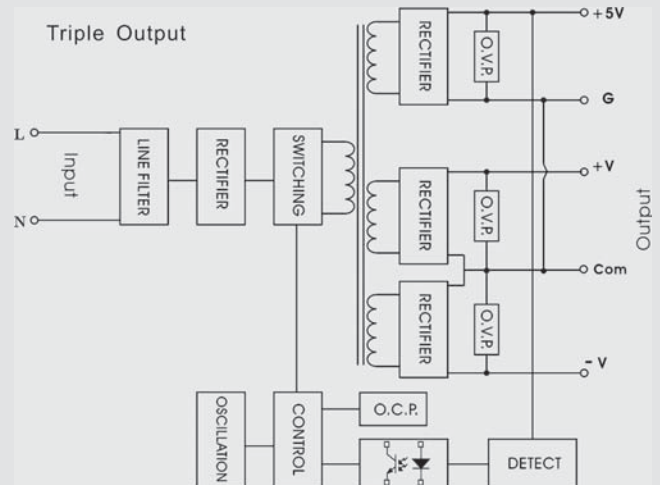 Triple Output
L
N
Input
LINE FILTER
RECTIFIER
SWITCHING
RECTIFIER
O.V.P.
+5V
G
RECTIFIER
O.V.P.
+V
Com
RECTIFIER
O.V.P.
- V
Output
OSCILLATION
CONTROL
O.C.P.
DETECT